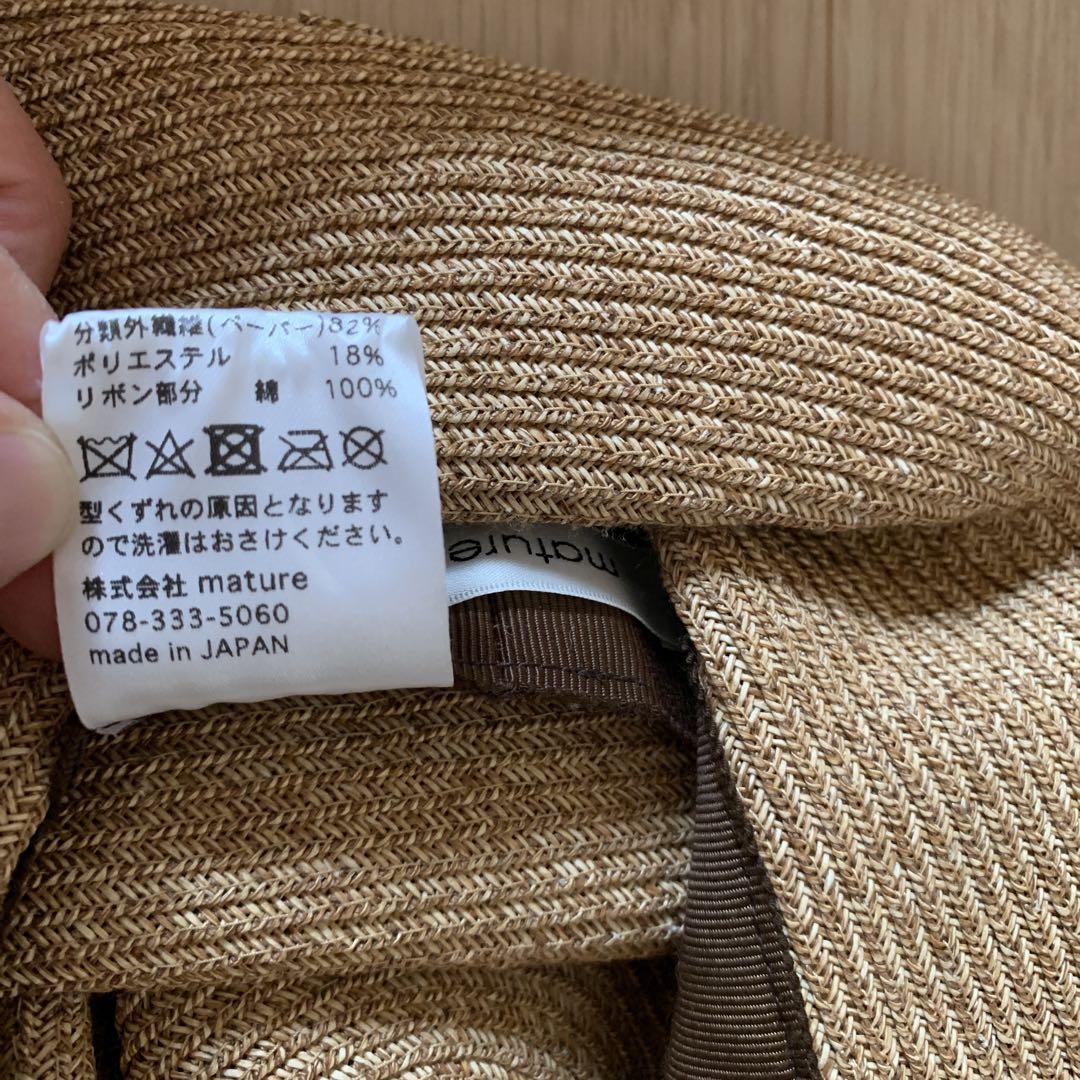 分類外繊維(ペーパー)82%
ポリエステル 18%
リボン部分 綿 100%
型くずれの原因となります
ので洗濯はおさけください。
株式会社 mature
078-333-5060
made in JAPAN
mature